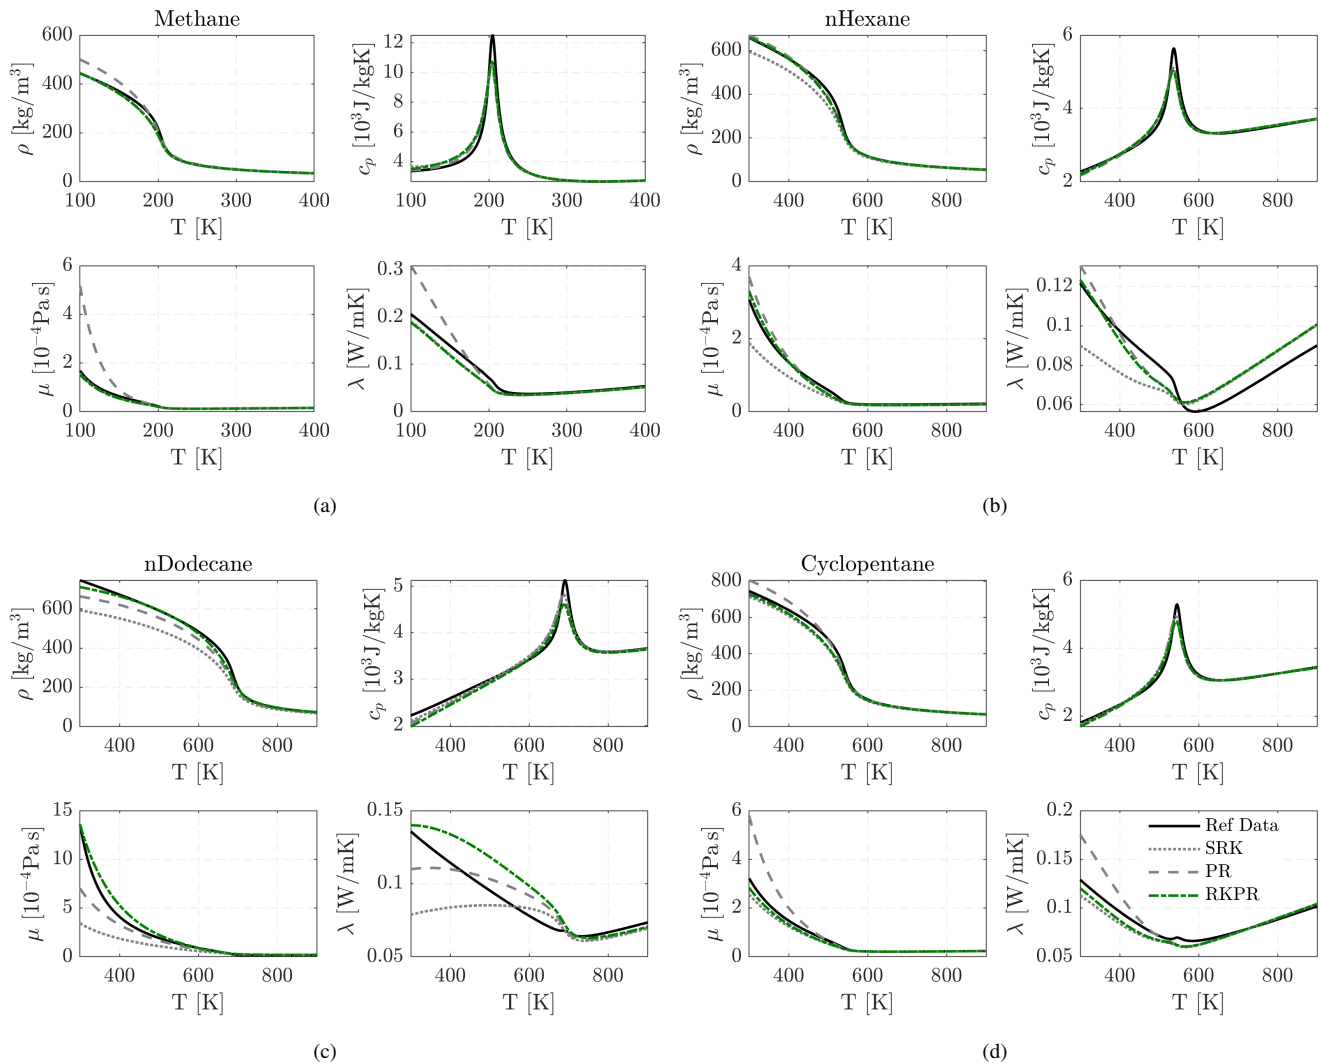 Methane
ρ [kg/m³]
600
400
200
0
100
200
300
400
T [K]
c_p [10³J/kgK]
12
10
8
6
4
100
200
300
400
T [K]
μ [10⁻⁴Pa s]
6
4
2
0
100
200
300
400
T [K]
λ [W/mK]
0.3
0.2
0.1
0
100
200
300
400
T [K]
(a)
nHexane
ρ [kg/m³]
600
400
200
0
400
600
800
T [K]
c_p [10³J/kgK]
6
4
2
400
600
800
T [K]
μ [10⁻⁴Pa s]
4
2
0
400
600
800
T [K]
λ [W/mK]
0.12
0.1
0.08
0.06
400
600
800
T [K]
(b)
nDodecane
ρ [kg/m³]
600
400
200
0
400
600
800
T [K]
c_p [10³J/kgK]
5
4
3
2
400
600
800
T [K]
μ [10⁻⁴Pa s]
15
10
5
0
400
600
800
T [K]
λ [W/mK]
0.15
0.1
0.05
400
600
800
T [K]
(c)
Cyclopentane
ρ [kg/m³]
800
600
400
200
0
400
600
800
T [K]
c_p [10³J/kgK]
6
4
2
400
600
800
T [K]
μ [10⁻⁴Pa s]
6
4
2
0
400
600
800
T [K]
λ [W/mK]
0.2
0.15
0.1
0.05
400
600
800
T [K]
Ref Data
SRK
PR
RKPR
(d)